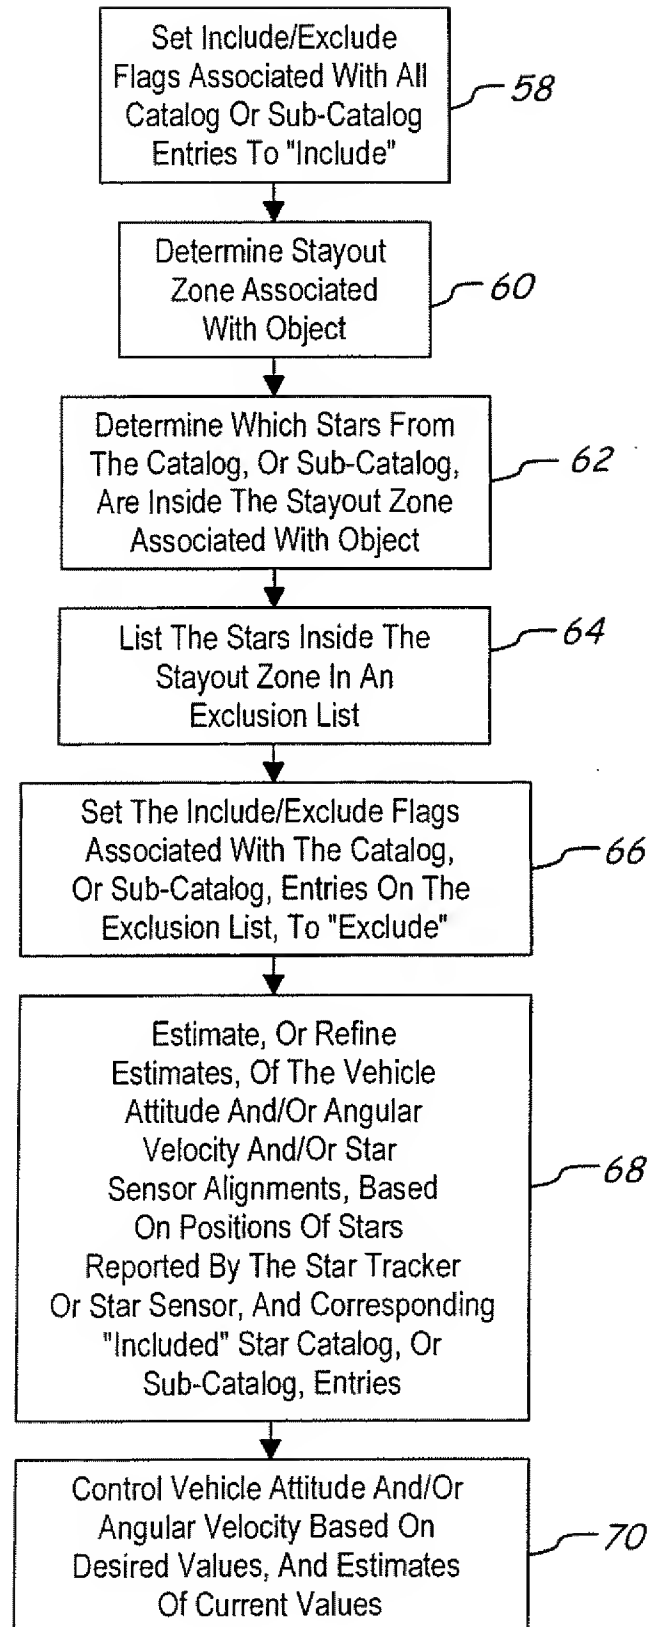 Set Include/Exclude
Flags Associated With All
Catalog Or Sub-Catalog
Entries To "Include"
58
Determine Stayout
Zone Associated
With Object
60
Determine Which Stars From
The Catalog, Or Sub-Catalog,
Are Inside The Stayout Zone
Associated With Object
62
List The Stars Inside The
Stayout Zone In An
Exclusion List
64
Set The Include/Exclude Flags
Associated With The Catalog,
Or Sub-Catalog, Entries On The
Exclusion List, To "Exclude"
66
Estimate, Or Refine
Estimates, Of The Vehicle
Attitude And/Or Angular
Velocity And/Or Star
Sensor Alignments, Based
On Positions Of Stars
Reported By The Star Tracker
Or Star Sensor, And Corresponding
"Included" Star Catalog, Or
Sub-Catalog, Entries
68
Control Vehicle Attitude And/Or
Angular Velocity Based On
Desired Values, And Estimates
Of Current Values
70